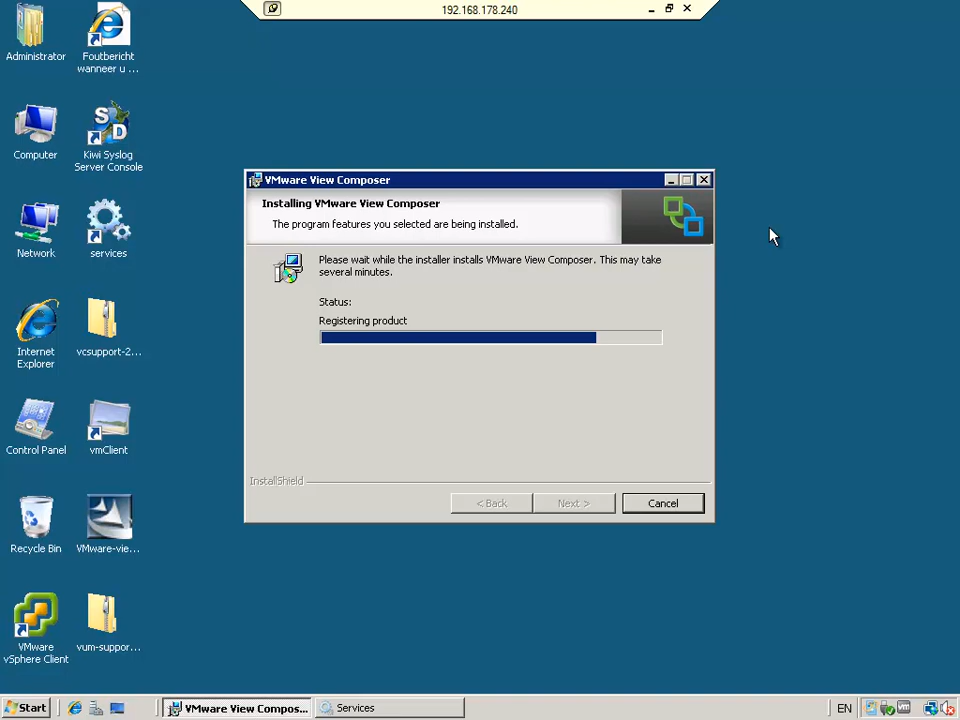 192.168.178.240
Administrator
Foutbericht
wanneer u ...
Computer
Kiwi Syslog
Server Console
Network
services
Internet
Explorer
vcsupport-2...
Control Panel
vmClient
Recycle Bin
VMware-vie...
VMware
vSphere Client
vum-suppor...
VMware View Composer
Installing VMware View Composer
The program features you selected are being installed.
Please wait while the installer installs VMware View Composer. This may take
several minutes.
Status:
Registering product
InstallShield
< Back
Next >
Cancel
Start
VMware View Compos...
Services
EN